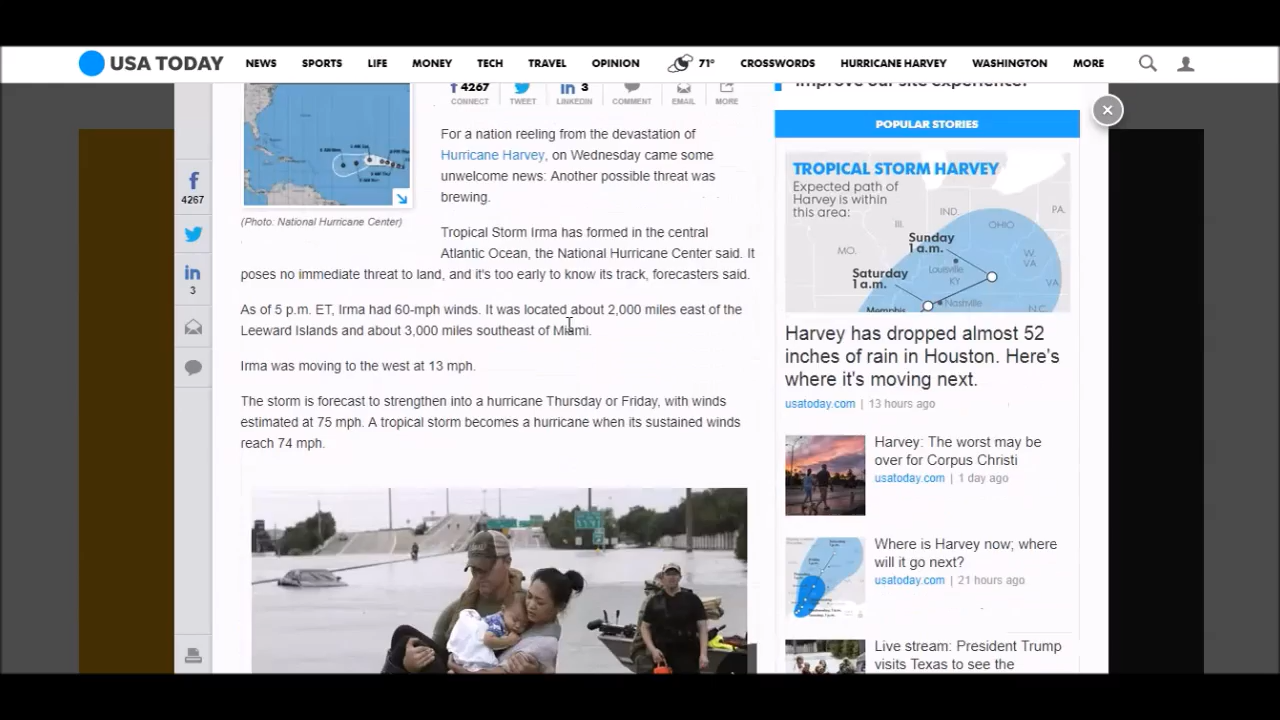 USA TODAY
NEWS SPORTS LIFE MONEY TECH TRAVEL OPINION 71° CROSSWORDS HURRICANE HARVEY WASHINGTON MORE
4267
CONNECT
TWEET
3
LINKEDIN
COMMENT
EMAIL
MORE
4267
3
(Photo: National Hurricane Center)
For a nation reeling from the devastation of
Hurricane Harvey, on Wednesday came some
unwelcome news: Another possible threat was
brewing.
Tropical Storm Irma has formed in the central
Atlantic Ocean, the National Hurricane Center said. It
poses no immediate threat to land, and it's too early to know its track, forecasters said.
As of 5 p.m. ET, Irma had 60-mph winds. It was located about 2,000 miles east of the
Leeward Islands and about 3,000 miles southeast of Miami.
Irma was moving to the west at 13 mph.
The storm is forecast to strengthen into a hurricane Thursday or Friday, with winds
estimated at 75 mph. A tropical storm becomes a hurricane when its sustained winds
reach 74 mph.
improve our site experience?
POPULAR STORIES
TROPICAL STORM HARVEY
Expected path of
Harvey is within
this area:
IND.
PA.
ILL.
OHIO
MO.
W.
VA.
VA.
Sunday
1 a.m.
Louisville
KY
Saturday
1 a.m.
Nashville
Memphis
N.C.
Harvey has dropped almost 52
inches of rain in Houston. Here's
where it's moving next.
usatoday.com | 13 hours ago
Harvey: The worst may be
over for Corpus Christi
usatoday.com | 1 day ago
Where is Harvey now; where
will it go next?
usatoday.com | 21 hours ago
Live stream: President Trump
visits Texas to see the